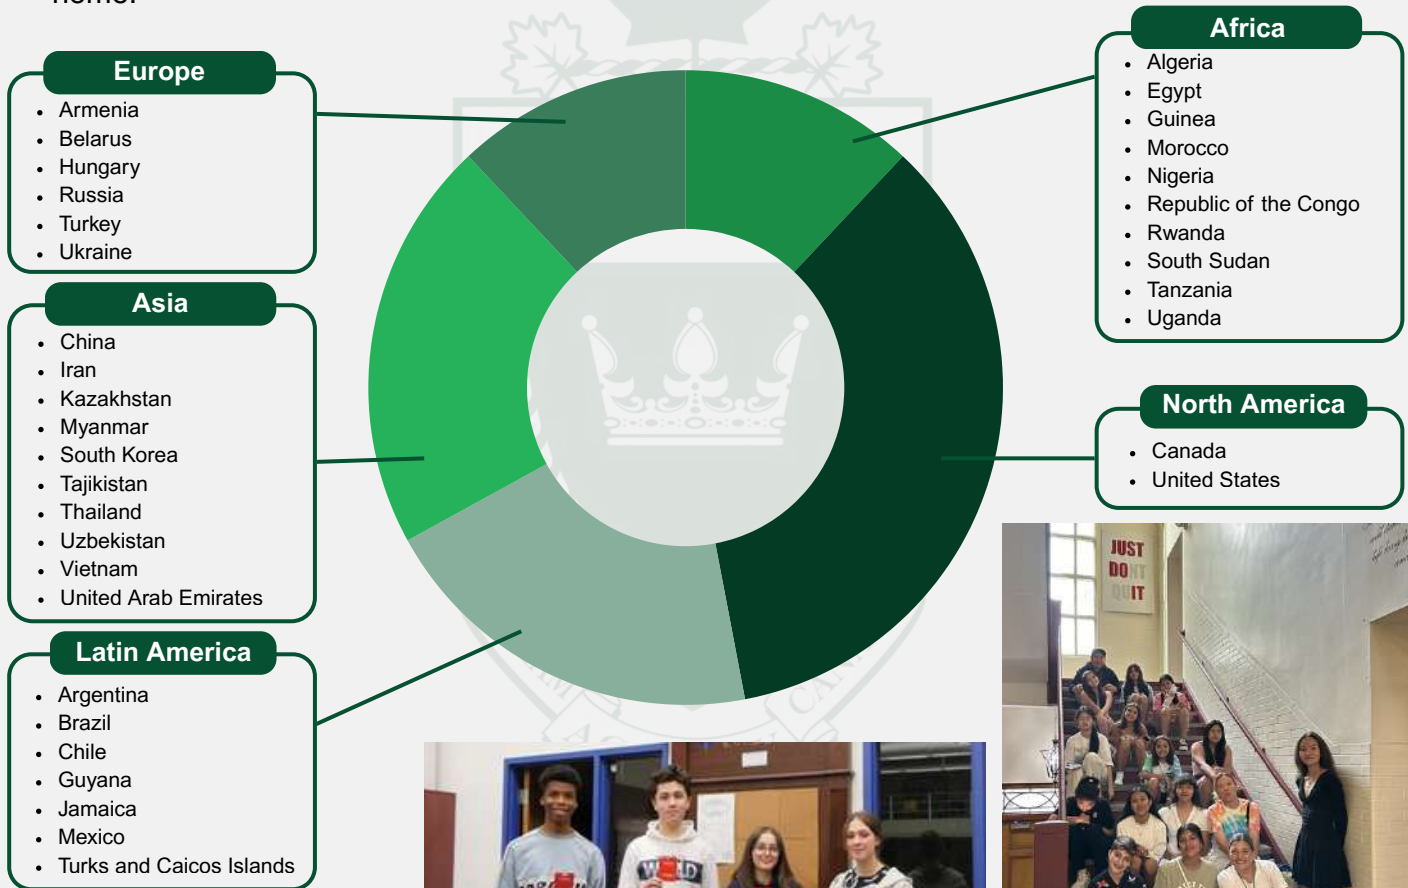 Europe
• Armenia
• Belarus
• Hungary
• Russia
• Turkey
• Ukraine
Asia
• China
• Iran
• Kazakhstan
• Myanmar
• South Korea
• Tajikistan
• Thailand
• Uzbekistan
• Vietnam
• United Arab Emirates
Latin America
• Argentina
• Brazil
• Chile
• Guyana
• Jamaica
• Mexico
• Turks and Caicos Islands
Africa
• Algeria
• Egypt
• Guinea
• Morocco
• Nigeria
• Republic of the Congo
• Rwanda
• South Sudan
• Tanzania
• Uganda
North America
• Canada
• United States
JUST
DON'T
QUIT